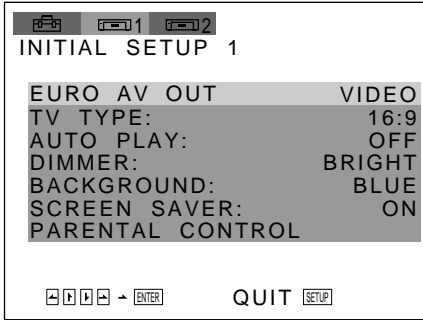 1 2
INITIAL SETUP 1
EURO AV OUT VIDEO
TV TYPE: 16:9
AUTO PLAY: OFF
DIMMER: BRIGHT
BACKGROUND: BLUE
SCREEN SAVER: ON
PARENTAL CONTROL
ENTER QUIT SETUP